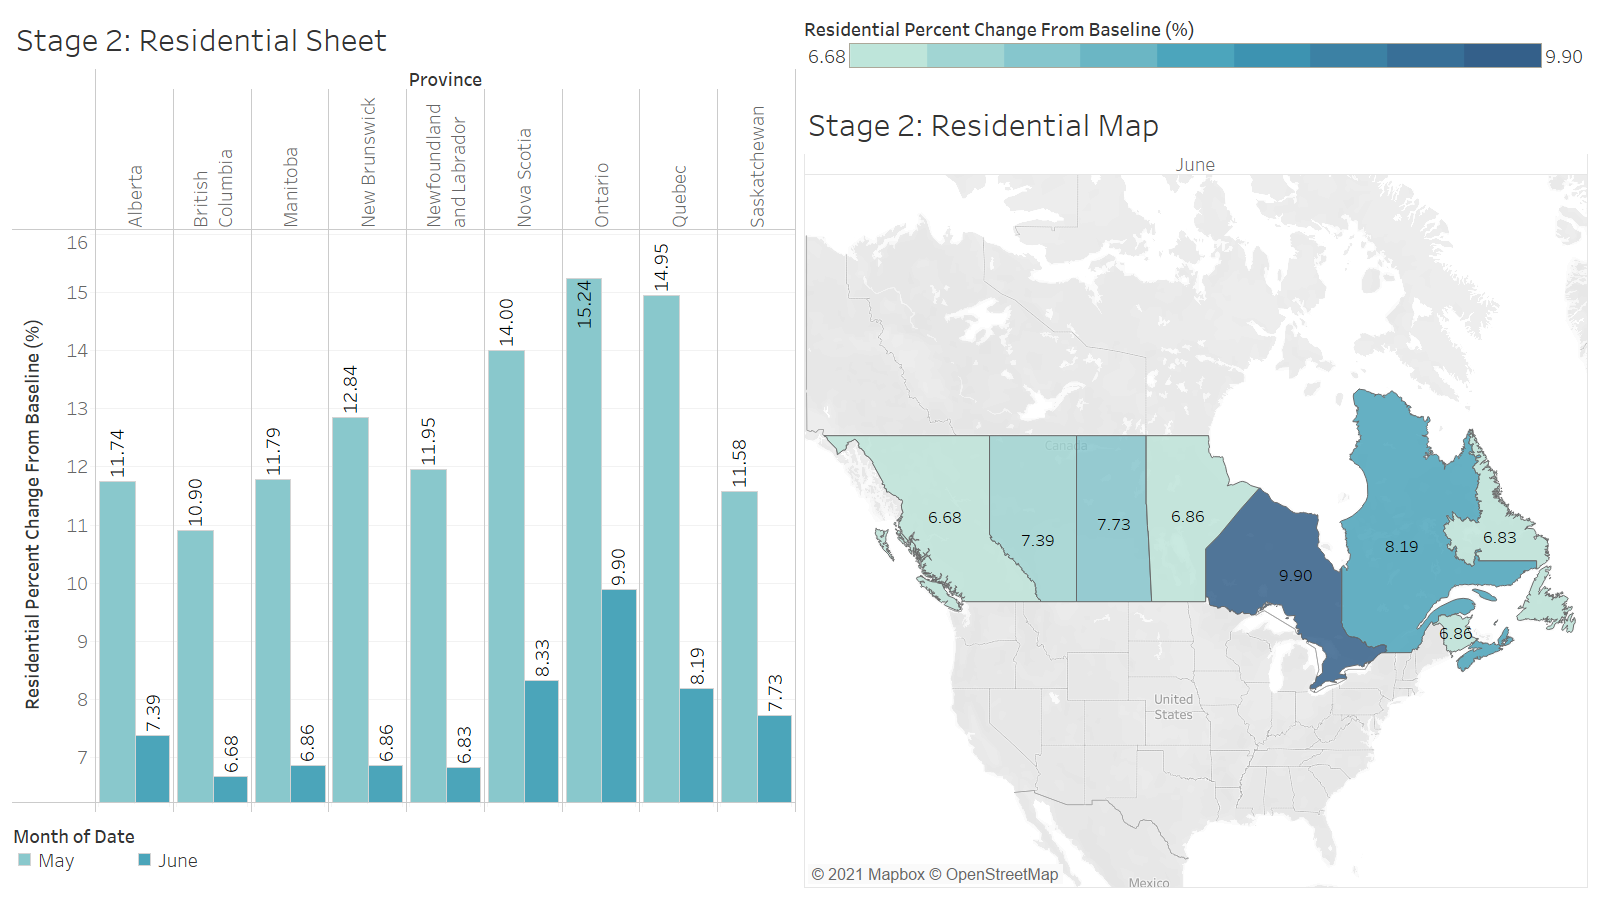 Stage 2: Residential Sheet
Province
Alberta
British
Columbia
Manitoba
New Brunswick
Newfoundland
and Labrador
Nova Scotia
Ontario
Quebec
Saskatchewan
Residential Percent Change From Baseline (%)
16
15
14
13
12
11
10
9
8
7
11.74
7.39
10.90
6.68
11.79
6.86
12.84
6.86
11.95
6.83
14.00
8.33
15.24
9.90
14.95
8.19
11.58
7.73
Month of Date
May
June
Residential Percent Change From Baseline (%)
6.68
9.90
Stage 2: Residential Map
June
Canada
6.68
7.39
7.73
6.86
9.90
8.19
6.83
6.86
United
States
Mexico
© 2021 Mapbox © OpenStreetMap